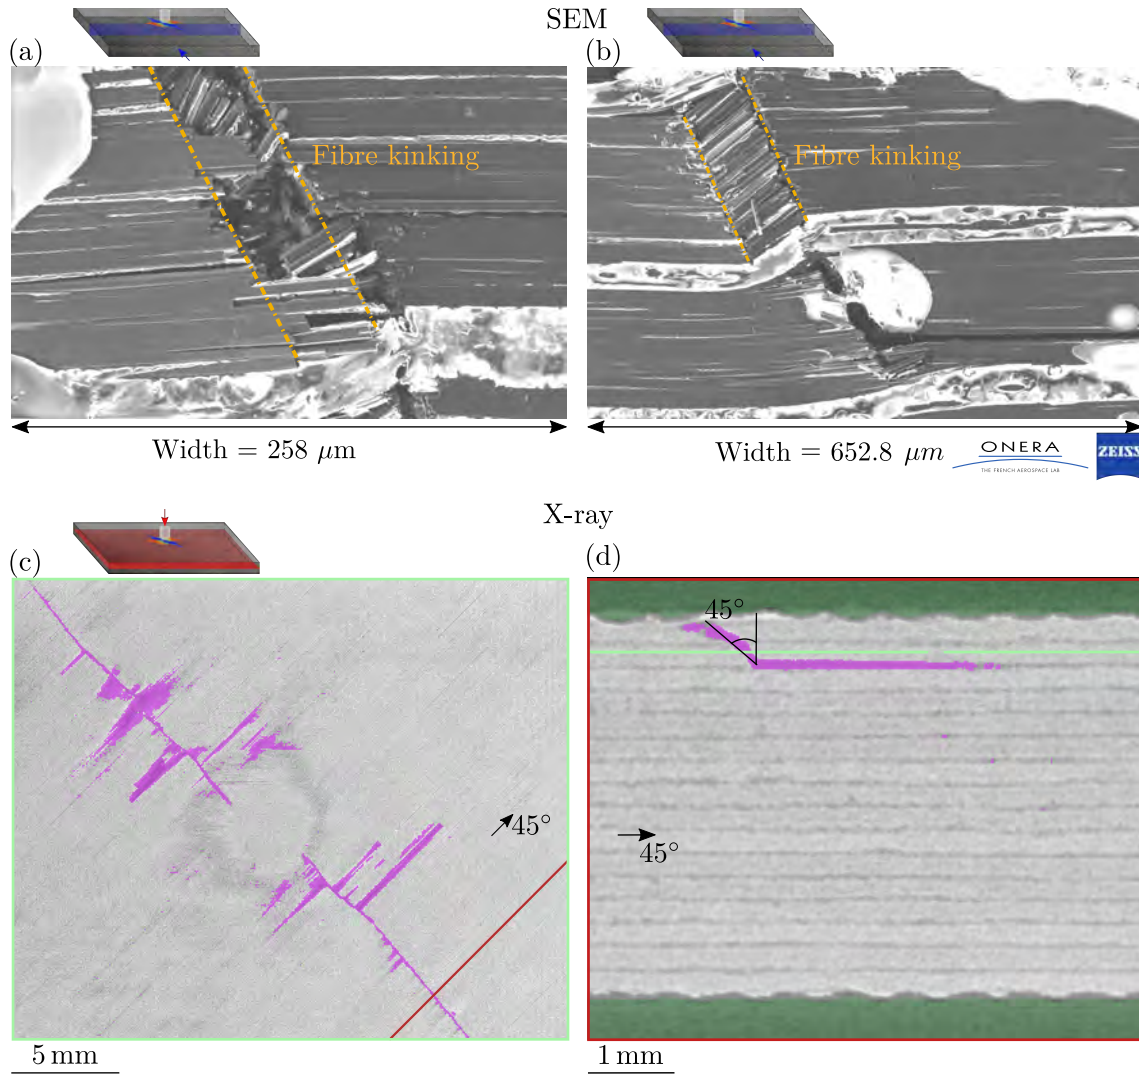 SEM
(a)
(b)
Fibre kinking
Fibre kinking
Width = 258 μm
Width = 652.8 μm
ONERA
THE FRENCH AEROSPACE LAB
ZEISS
X-ray
(c)
(d)
45°
45°
45°
5 mm
1 mm